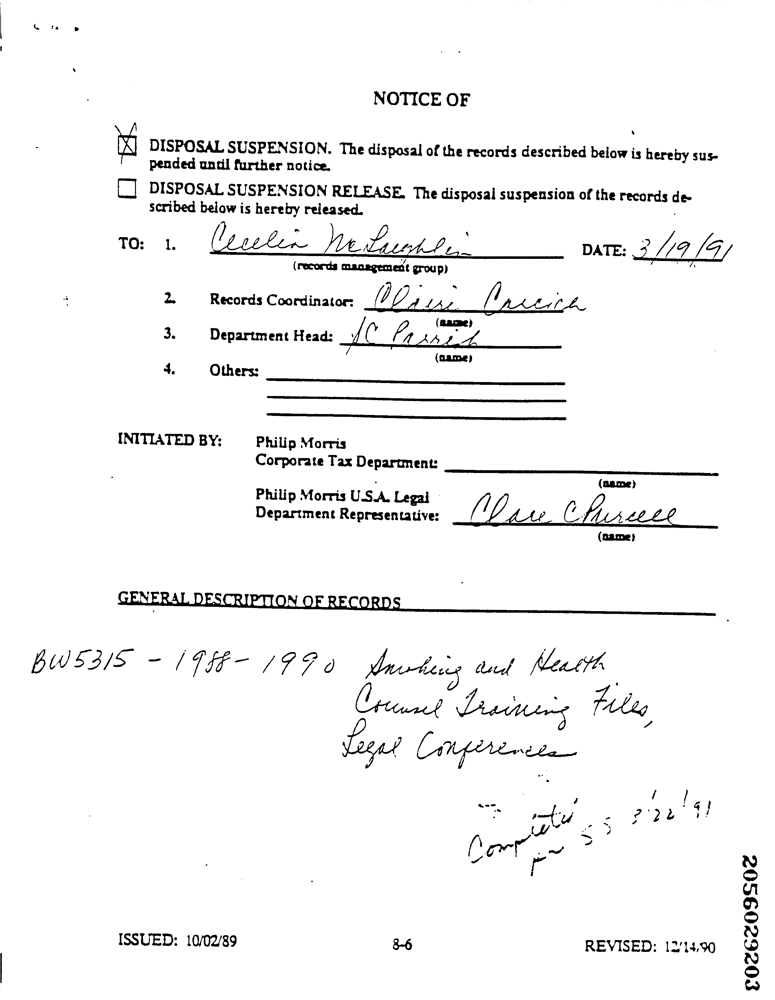 NOTICE OF
DISPOSAL SUSPENSION. The disposal of the records described below is hereby sus-
pended until further notice.
DISPOSAL SUSPENSION RELEASE. The disposal suspension of the records de-
scribed below is hereby released.
TO: 1. Cecelia McLaughlin DATE: 3/19/91
(records management group)
2. Records Coordinator: Claire
(name)
3. Department Head: JC Parrish
(name)
4. Others:
INITIATED BY: Philip Morris
Corporate Tax Department:
(name)
Philip Morris U.S.A. Legal
Department Representative: Clare C Purcell
(name)
GENERAL DESCRIPTION OF RECORDS
BW5315 - 1988-1990 Smoking and Health
Counsel Training Files,
Legal Conferences
Completed 3/22/91
SS
2056029203
ISSUED: 10/02/89 8-6 REVISED: 12/14/90